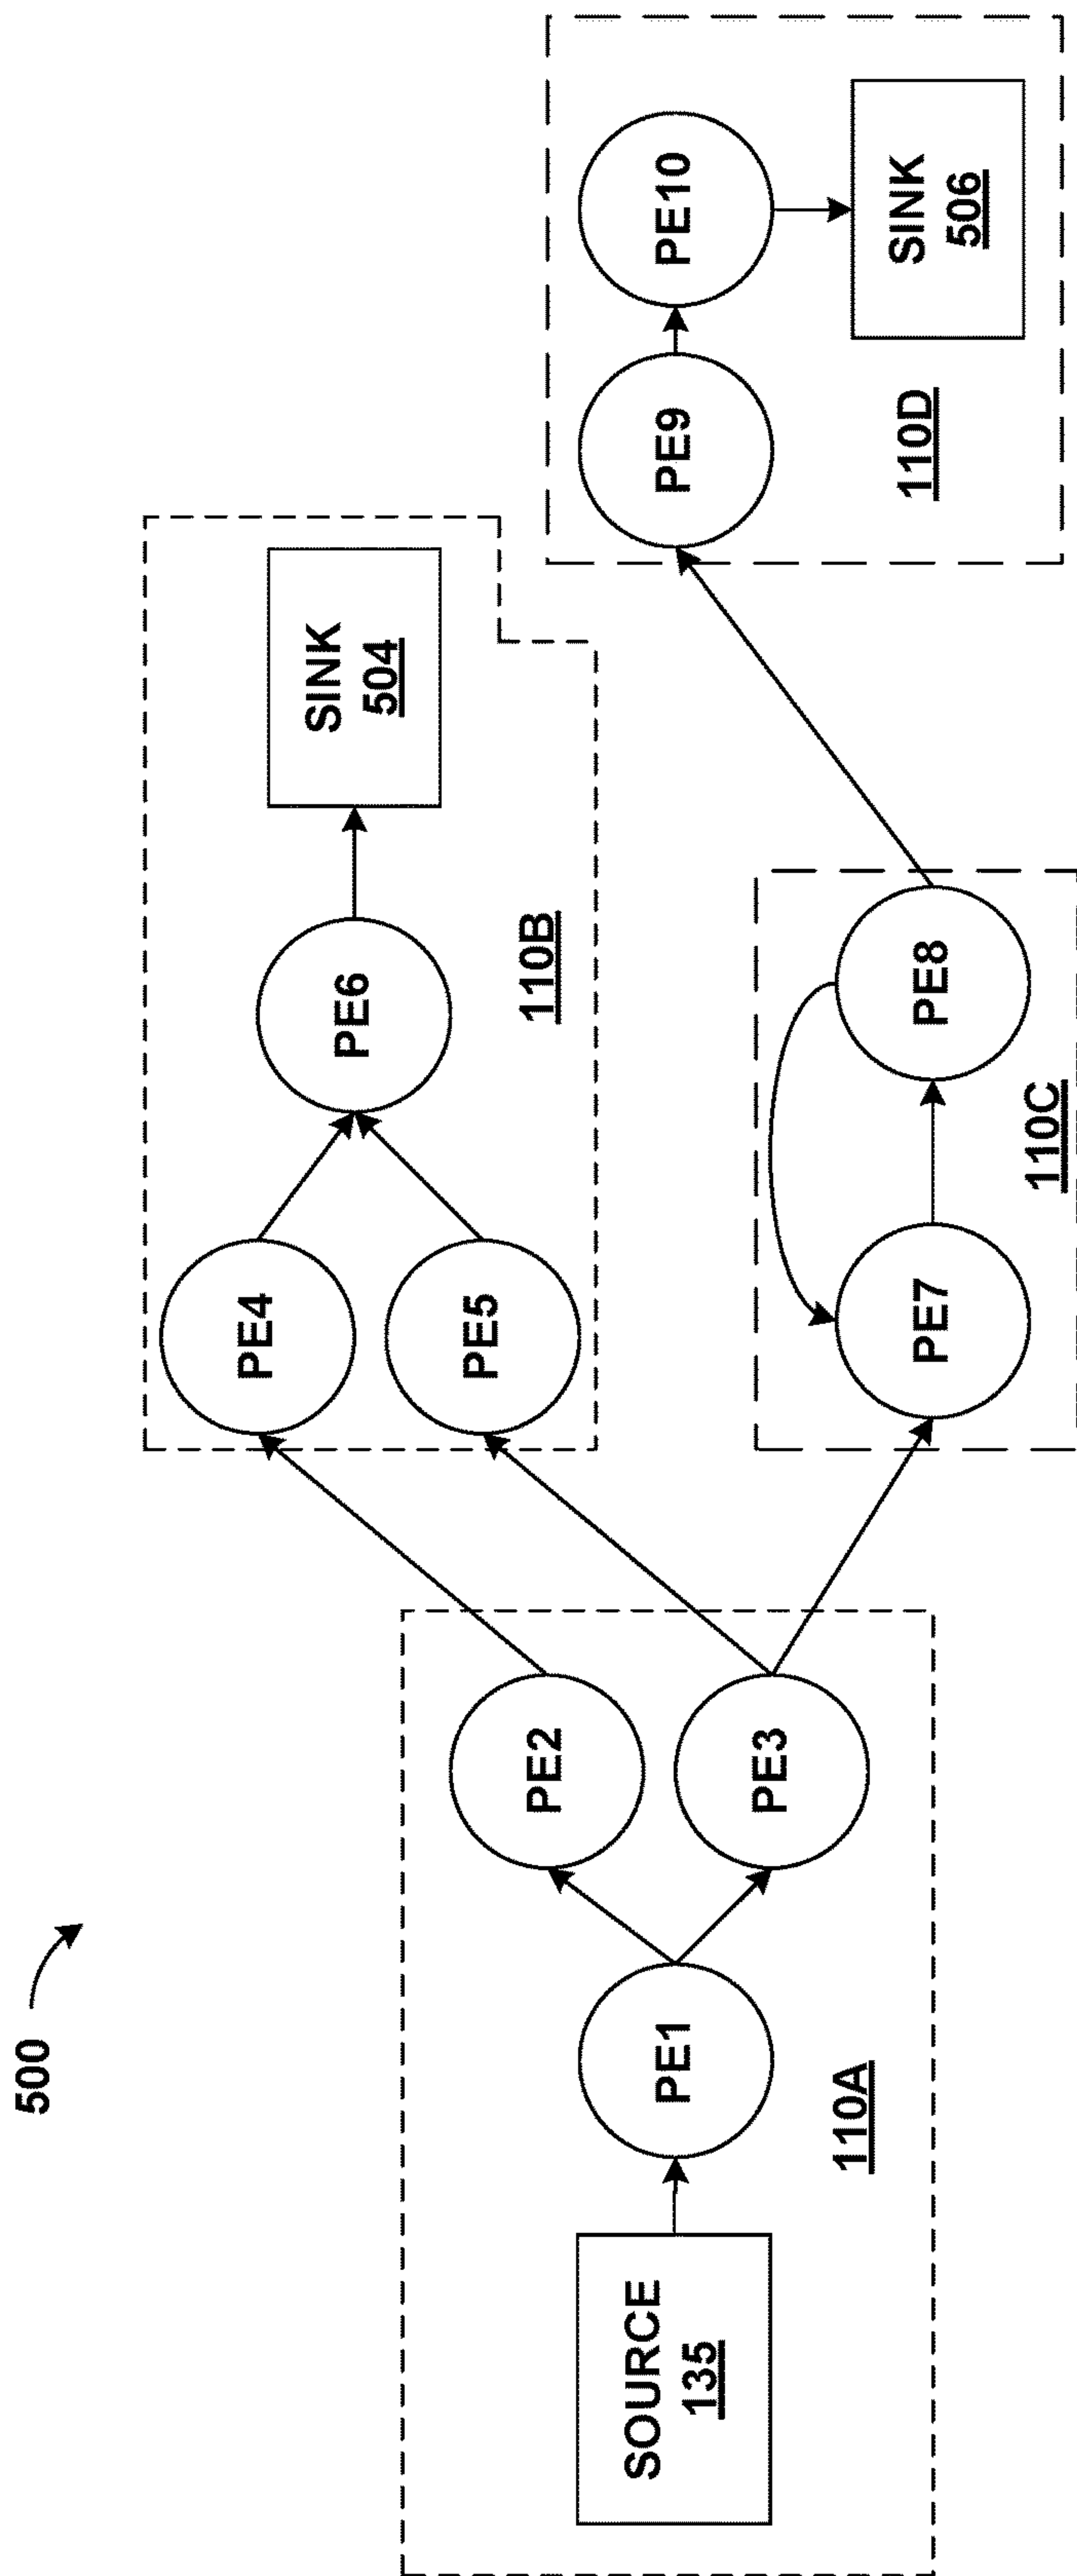 500
SOURCE
135
PE1
110A
PE2
PE3
PE4
PE5
PE6
110B
SINK
504
PE7
PE8
110C
PE9
PE10
110D
SINK
506